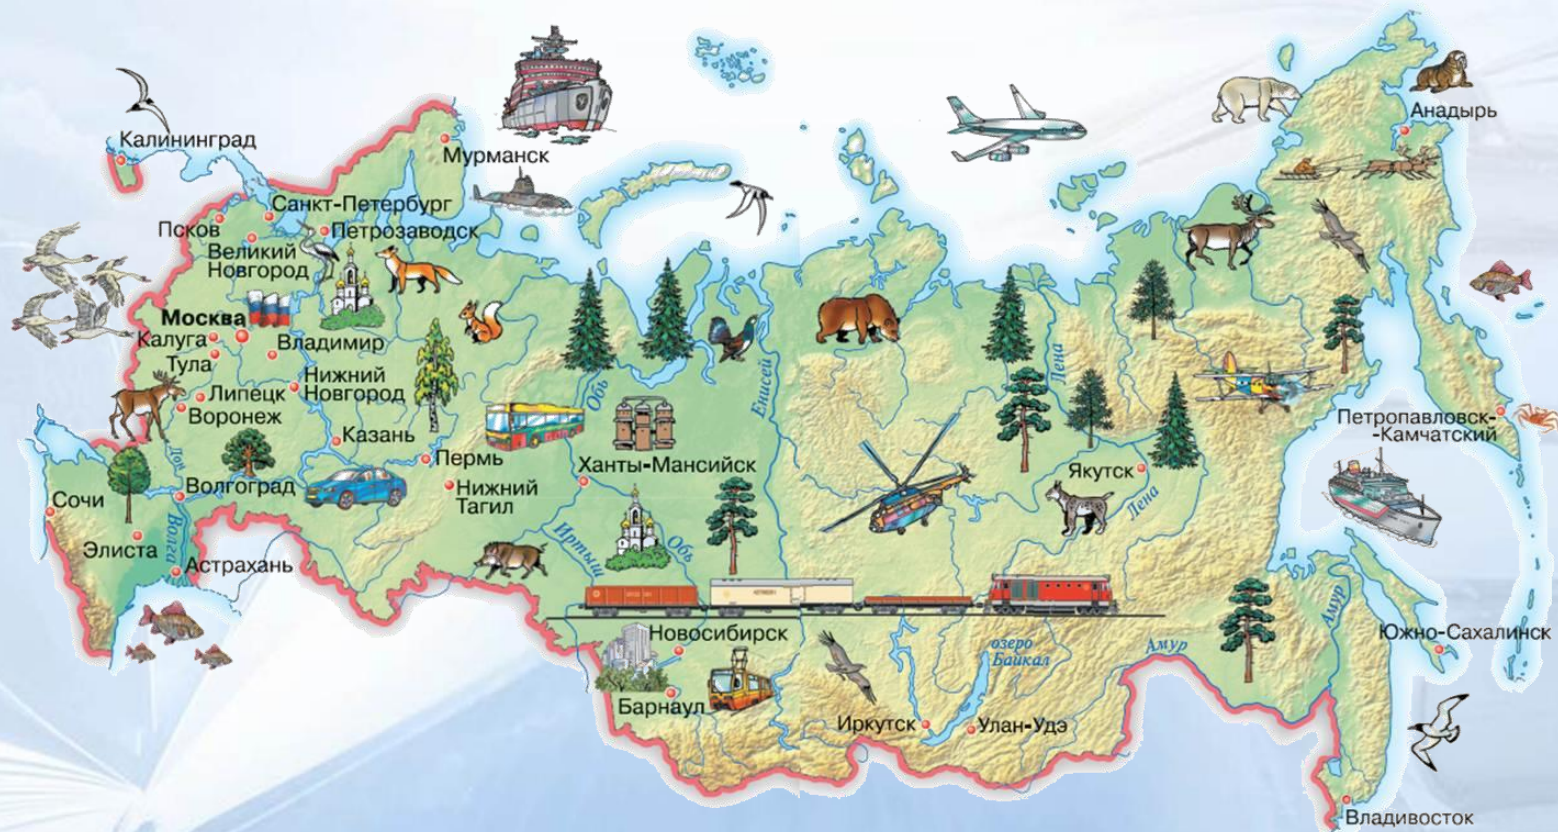 Калининград
Мурманск
Анадырь
Санкт-Петербург
Псков
Петрозаводск
Великий
Новгород
Москва
Калуга
Владимир
Тула
Нижний
Новгород
Липецк
Воронеж
Казань
Пермь
Нижний
Тагил
Ханты-Мансийск
Обь
Енисей
Лена
Петропавловск-
-Камчатский
Якутск
Лена
Дон
Волгоград
Сочи
Волга
Элиста
Астрахань
Иртыш
Обь
Новосибирск
Барнаул
озеро
Байкал
Иркутск
Улан-Удэ
Амур
Амур
Южно-Сахалинск
Владивосток